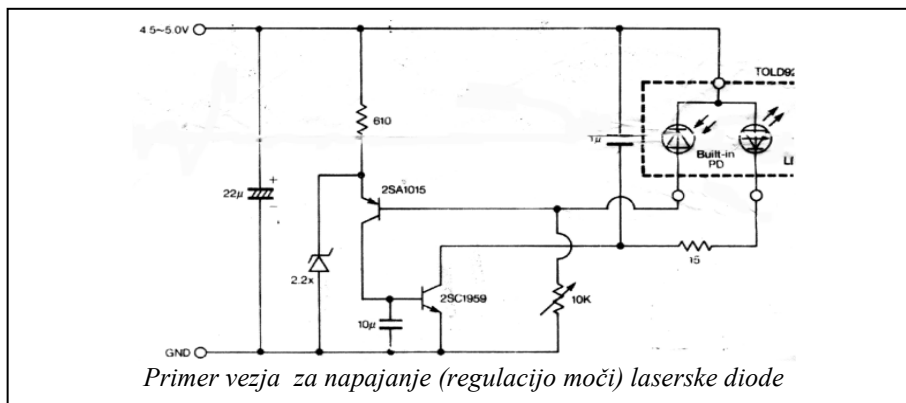 4.5~5.0V
TOLD92
610
1μ
Built-in
PD
22μ
+
2SA1015
2.2x
15
2SC1959
10K
10μ
GND
Primer vezja za napajanje (regulacijo moči) laserske diode